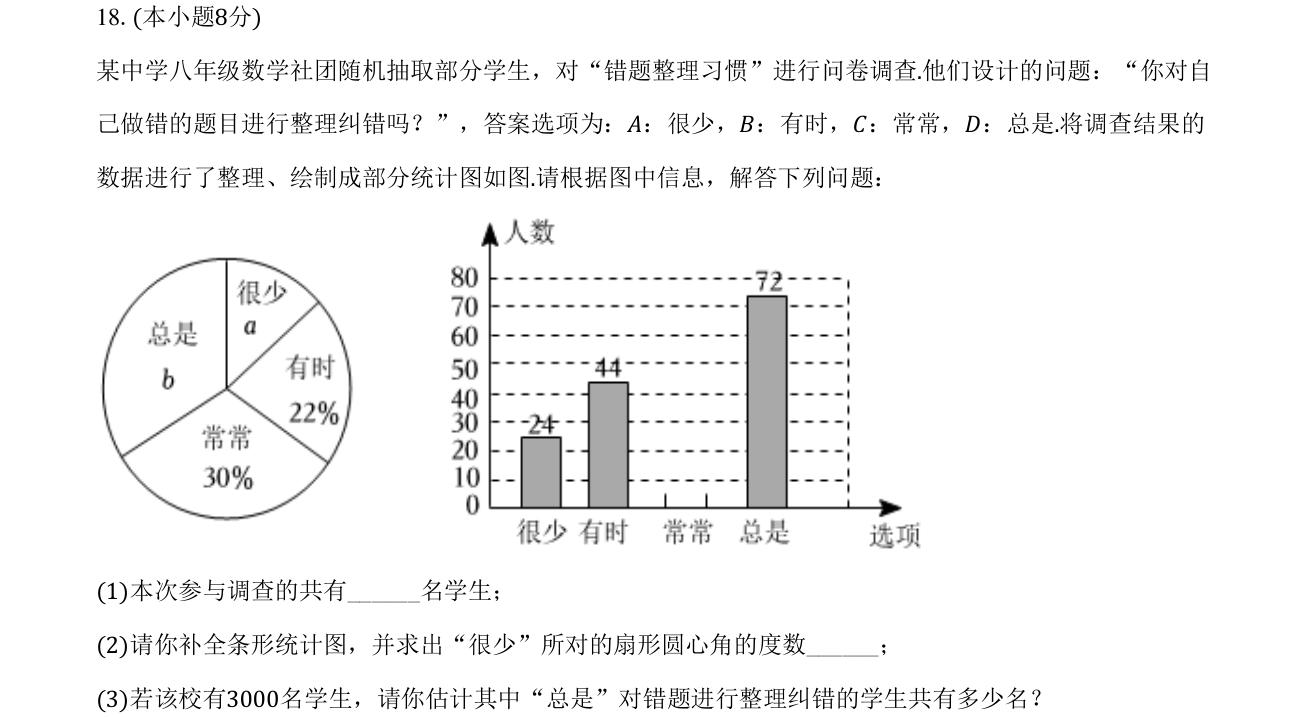 18. (本小题8分)
某中学八年级数学社团随机抽取部分学生，对“错题整理习惯”进行问卷调查.他们设计的问题：“你对自
己做错的题目进行整理纠错吗？”，答案选项为：A：很少，B：有时，C：常常，D：总是.将调查结果的
数据进行了整理、绘制成部分统计图如图.请根据图中信息，解答下列问题：
很少
a
总是
b
有时
22%
常常
30%
人数
80
70
60
50
40
30
20
10
0
24
44
72
很少 有时 常常 总是
选项
(1)本次参与调查的共有______名学生；
(2)请你补全条形统计图，并求出“很少”所对的扇形圆心角的度数______；
(3)若该校有3000名学生，请你估计其中“总是”对错题进行整理纠错的学生共有多少名？